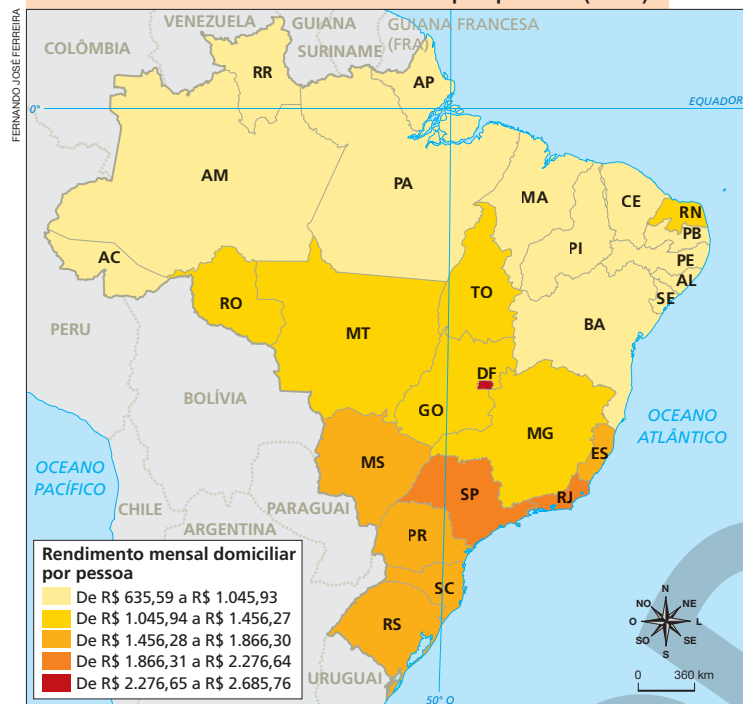 FERNANDO JOSÉ FERREIRA
VENEZUELA
GUIANA
GUIANA FRANCESA
(FRA)
SURINAME
COLÔMBIA
RR
AP
0°
EQUADOR
AM
PA
MA
CE
RN
PB
PI
PE
AL
SE
AC
RO
TO
BA
PERU
MT
DF
BOLÍVIA
GO
MG
ES
OCEANO
ATLÂNTICO
MS
OCEANO
PACÍFICO
SP
RJ
CHILE
PARAGUAI
ARGENTINA
PR
SC
RS
URUGUAI
Rendimento mensal domiciliar
por pessoa
De R$ 635,59 a R$ 1.045,93
De R$ 1.045,94 a R$ 1.456,27
De R$ 1.456,28 a R$ 1.866,30
De R$ 1.866,31 a R$ 2.276,64
De R$ 2.276,65 a R$ 2.685,76
N
NO NE
O L
SO SE
S
0 360 km
50° O